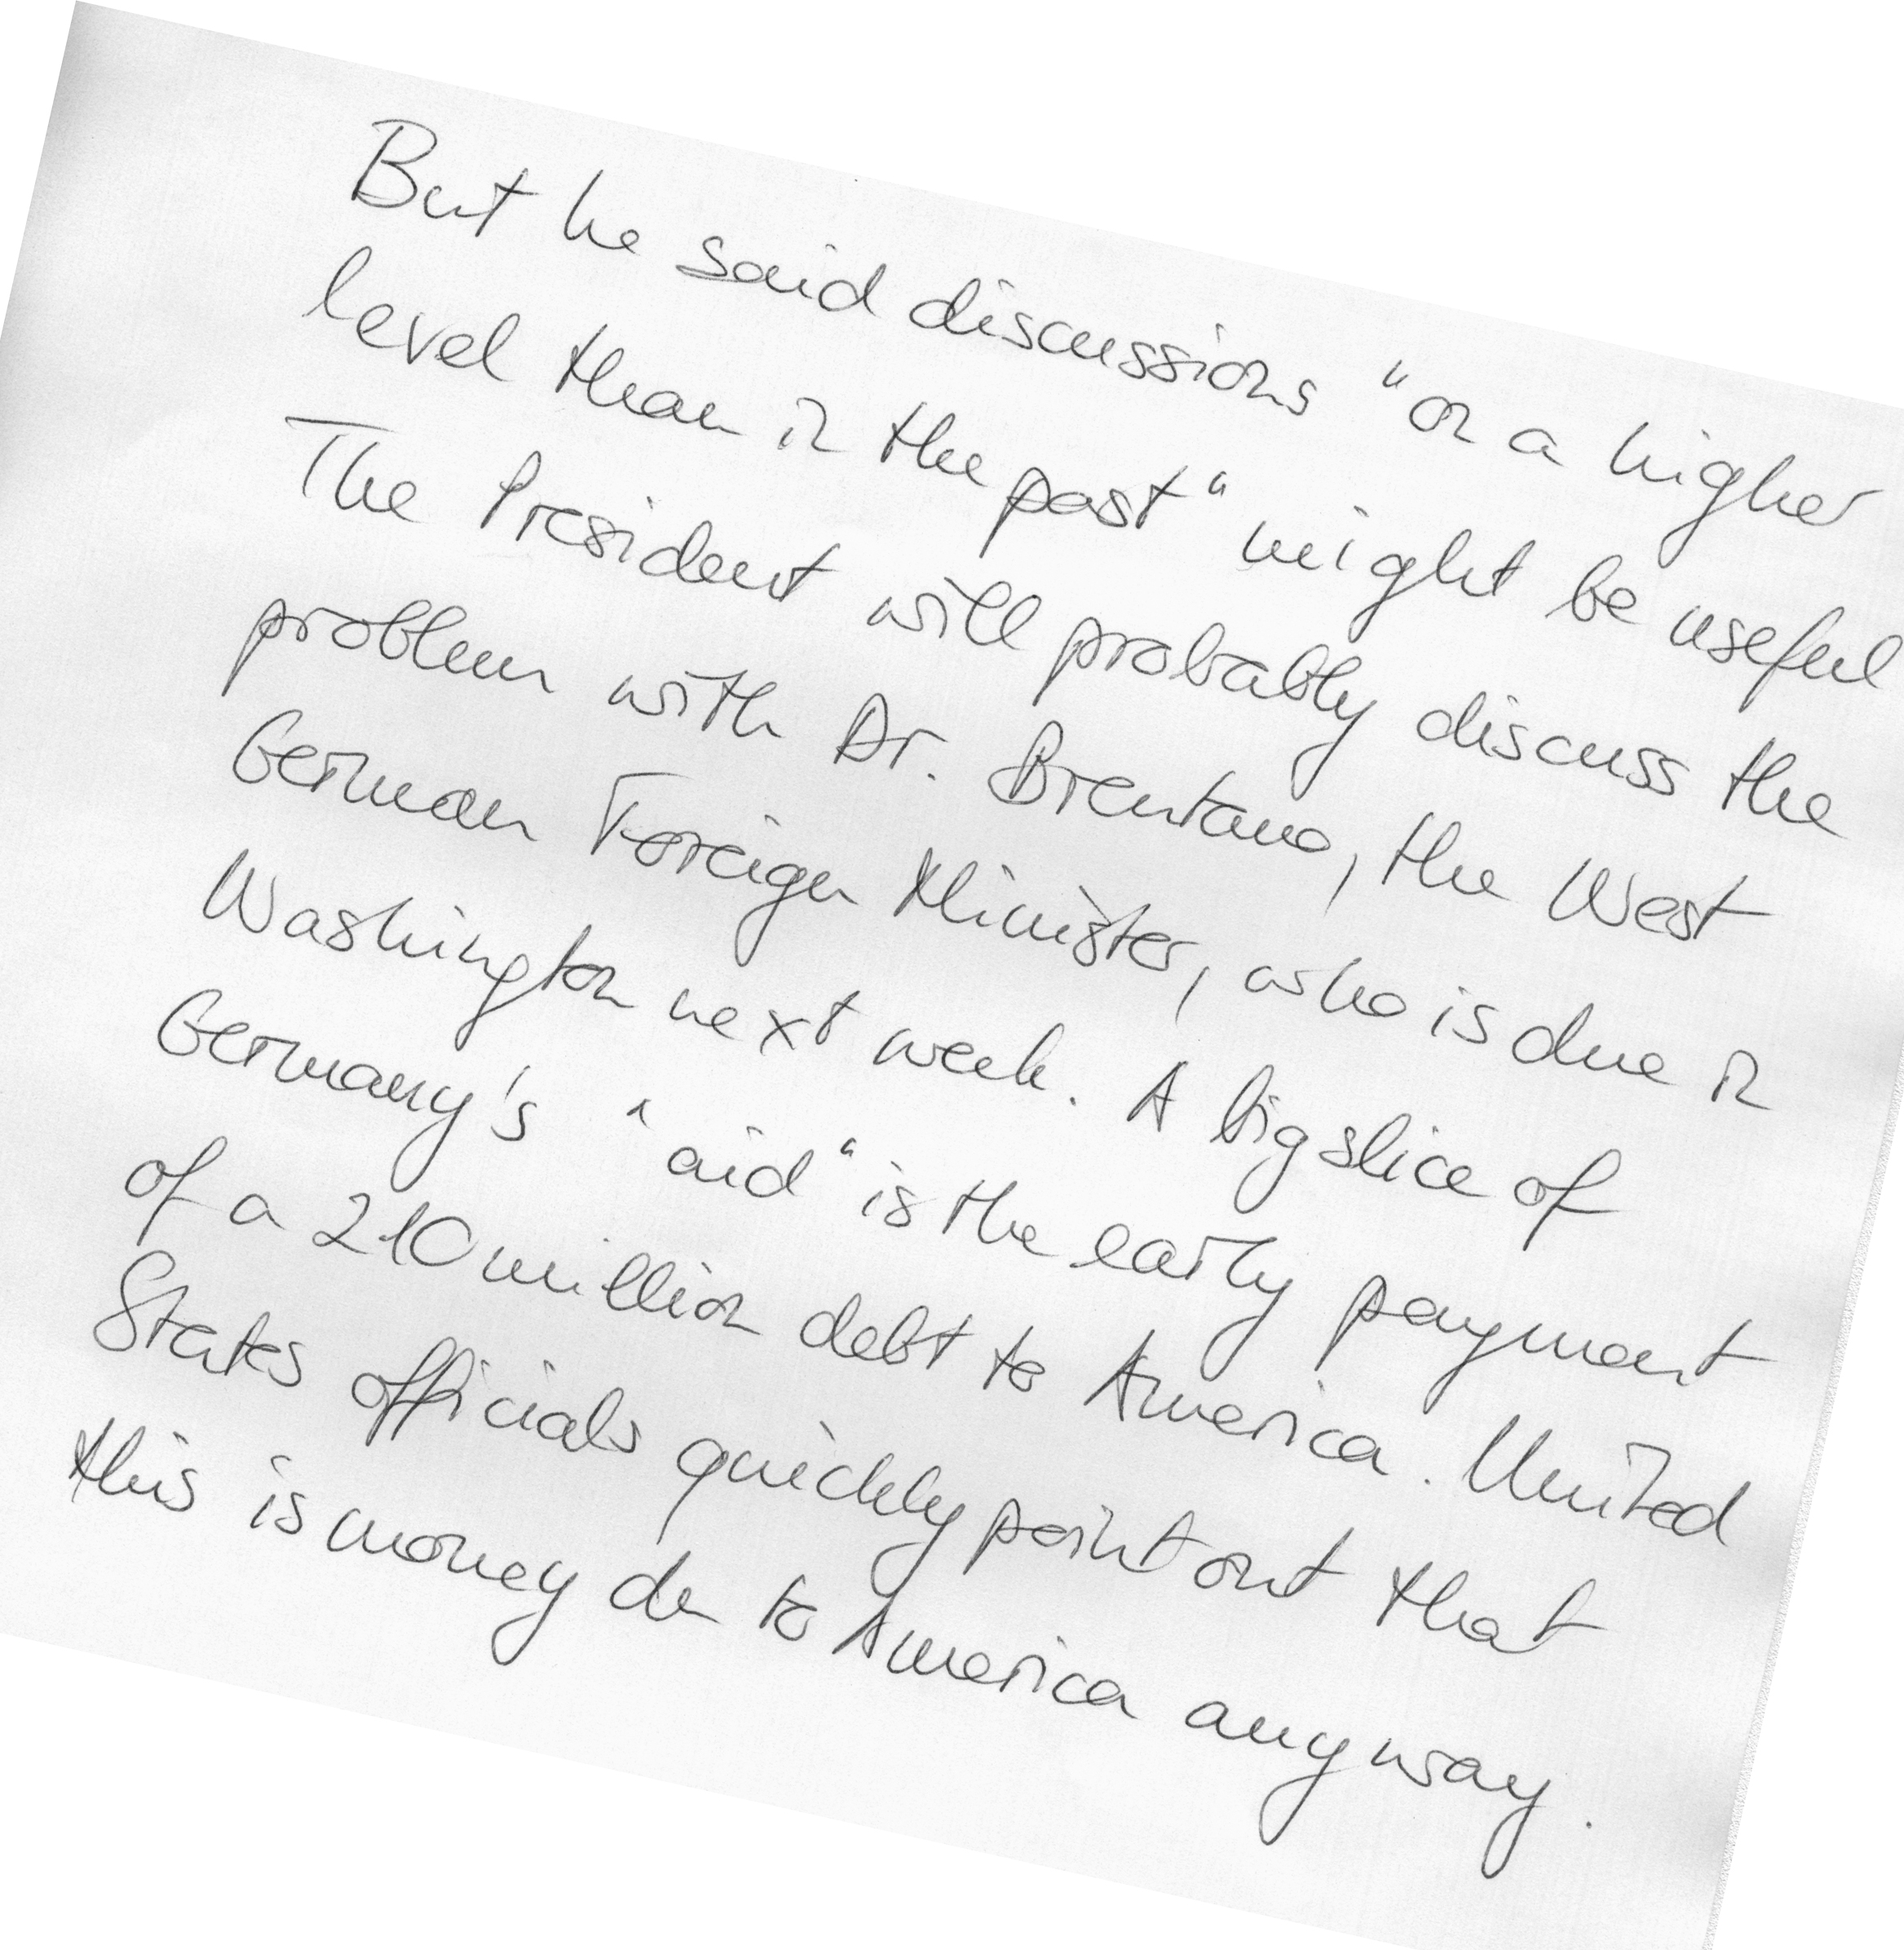 But he said discussions "on a higher
level than in the past" might be useful
The President will probably discuss the
problem with Dr. Brentano, the West
German Foreign Minister, who is due in
Washington next week. A big slice of
Germany's "aid" is the early payment
of a 210 million debt to America. United
States officials quickly point out that
this is money du to America anyway.